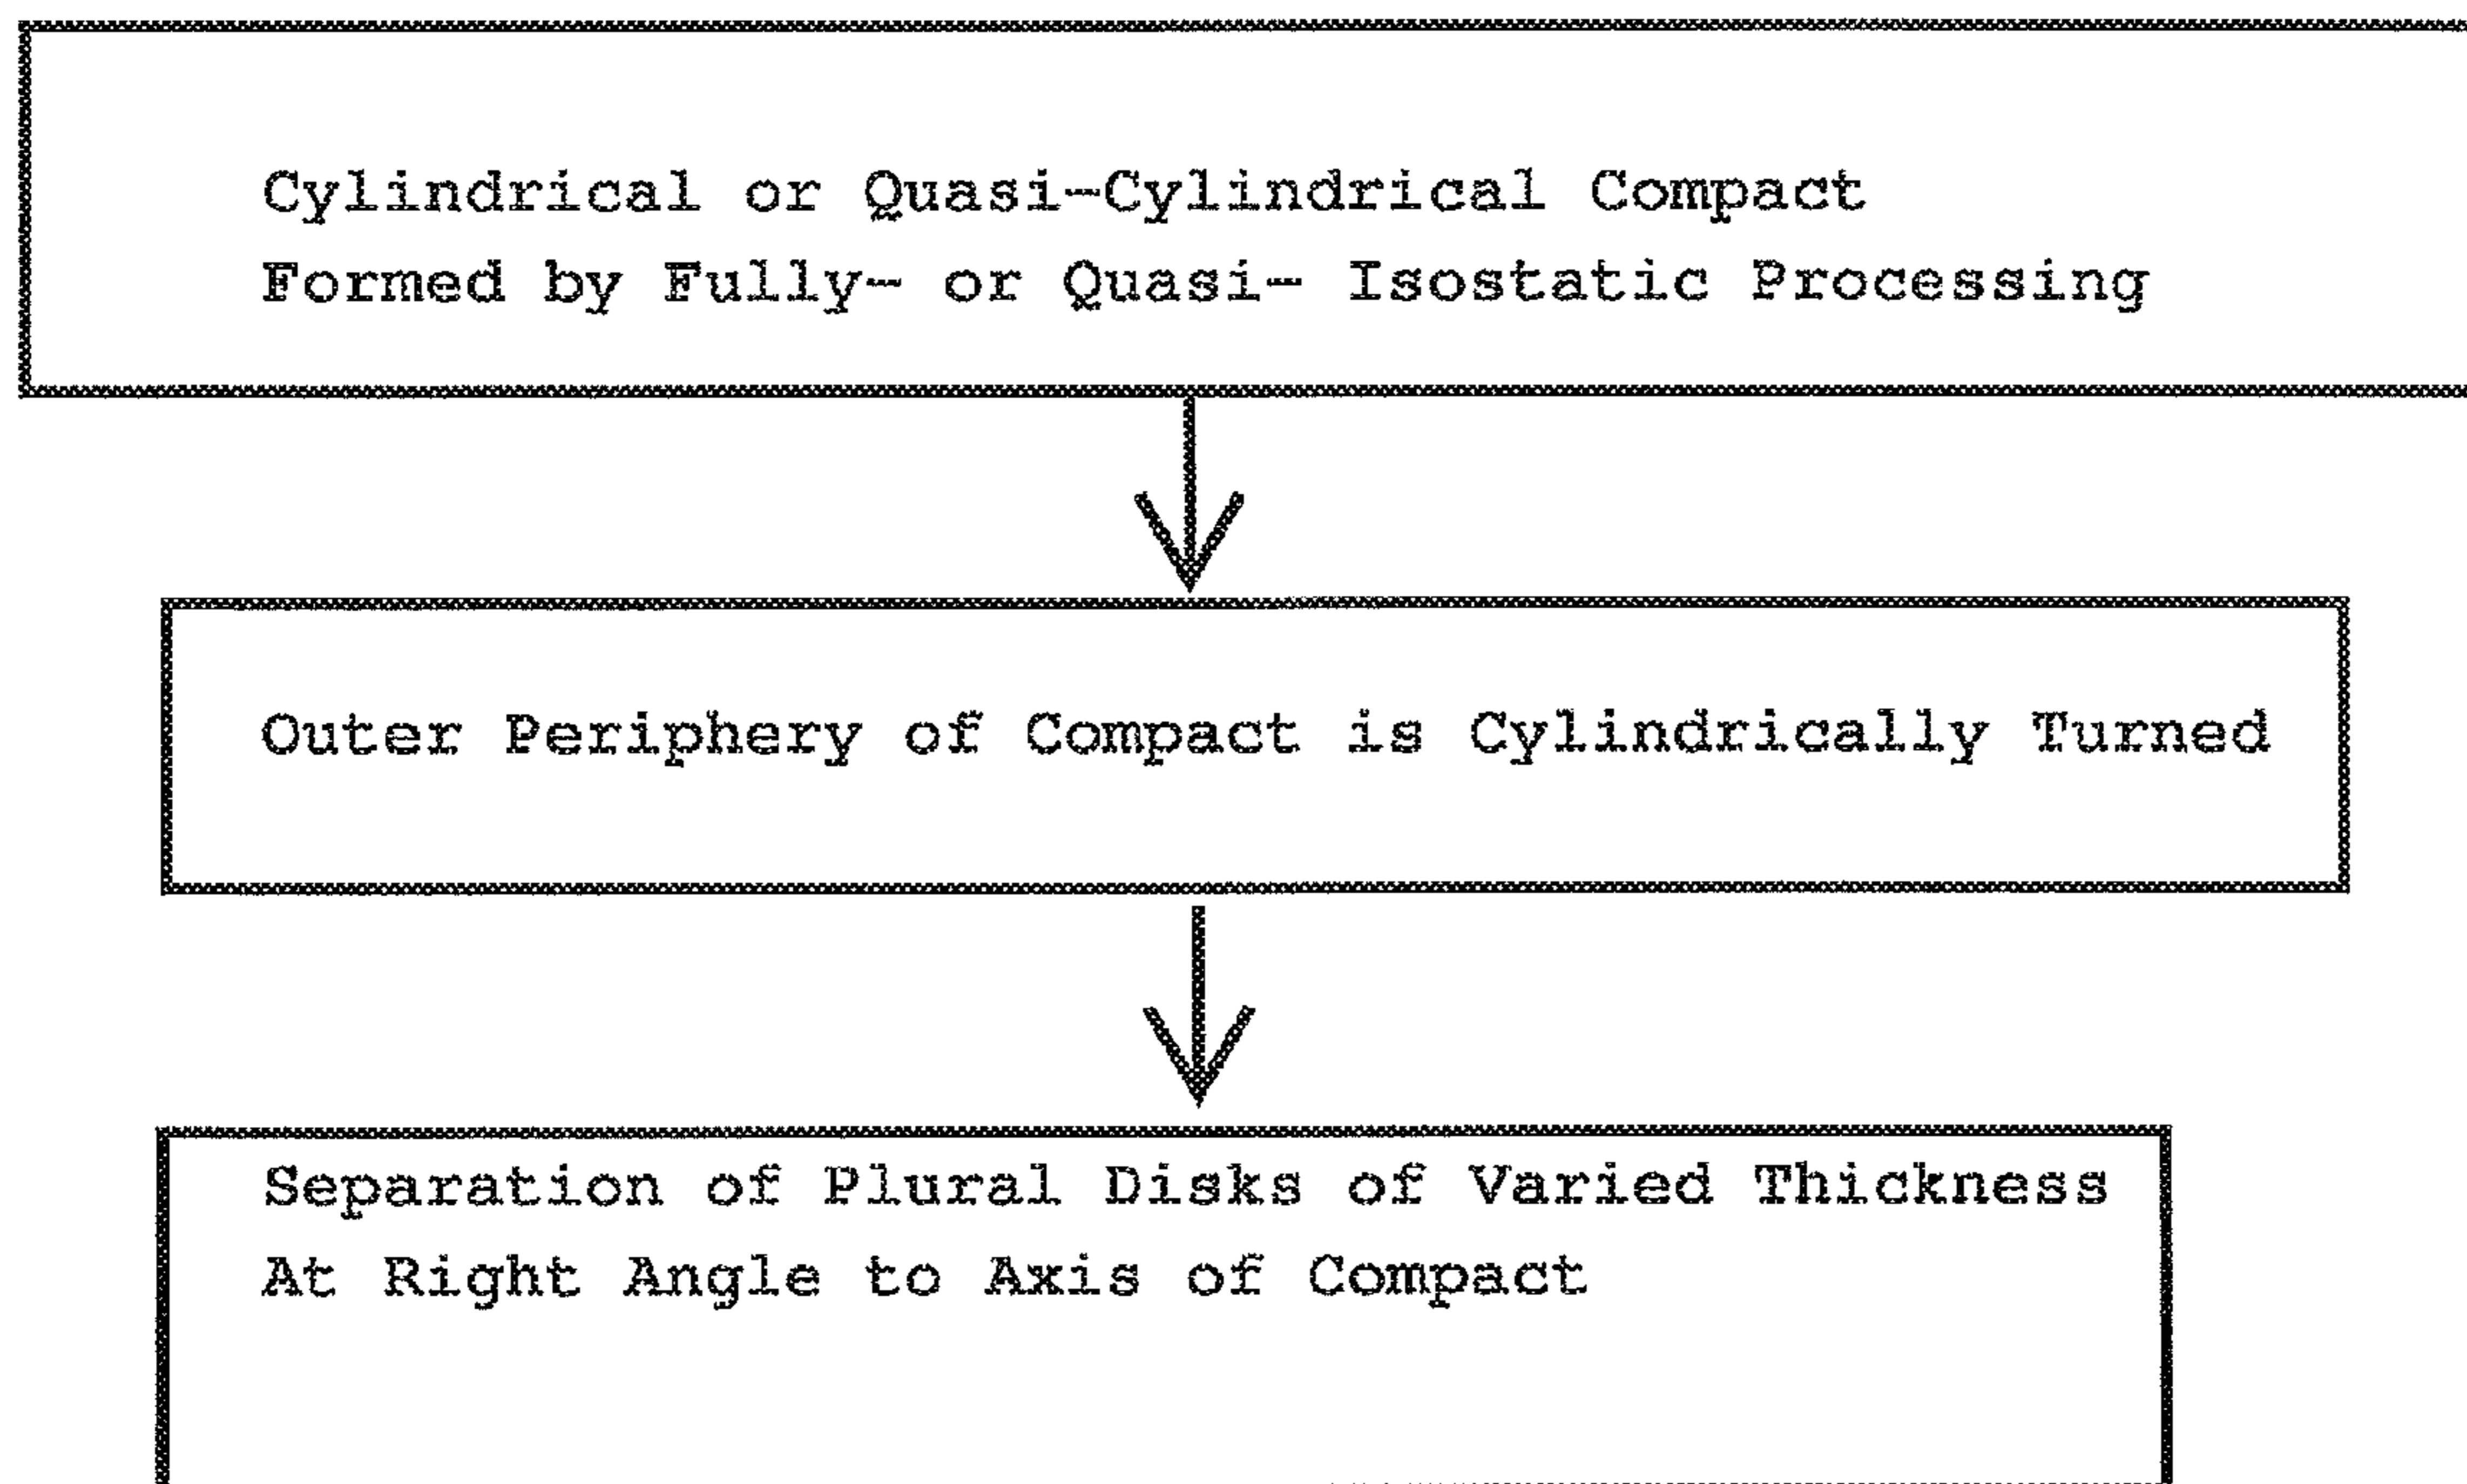 Cylindrical or Quasi-Cylindrical Compact
Formed by Fully- or Quasi- Isostatic Processing
Outer Periphery of Compact is Cylindrically Turned
Separation of Plural Disks of Varied Thickness
At Right Angle to Axis of Compact